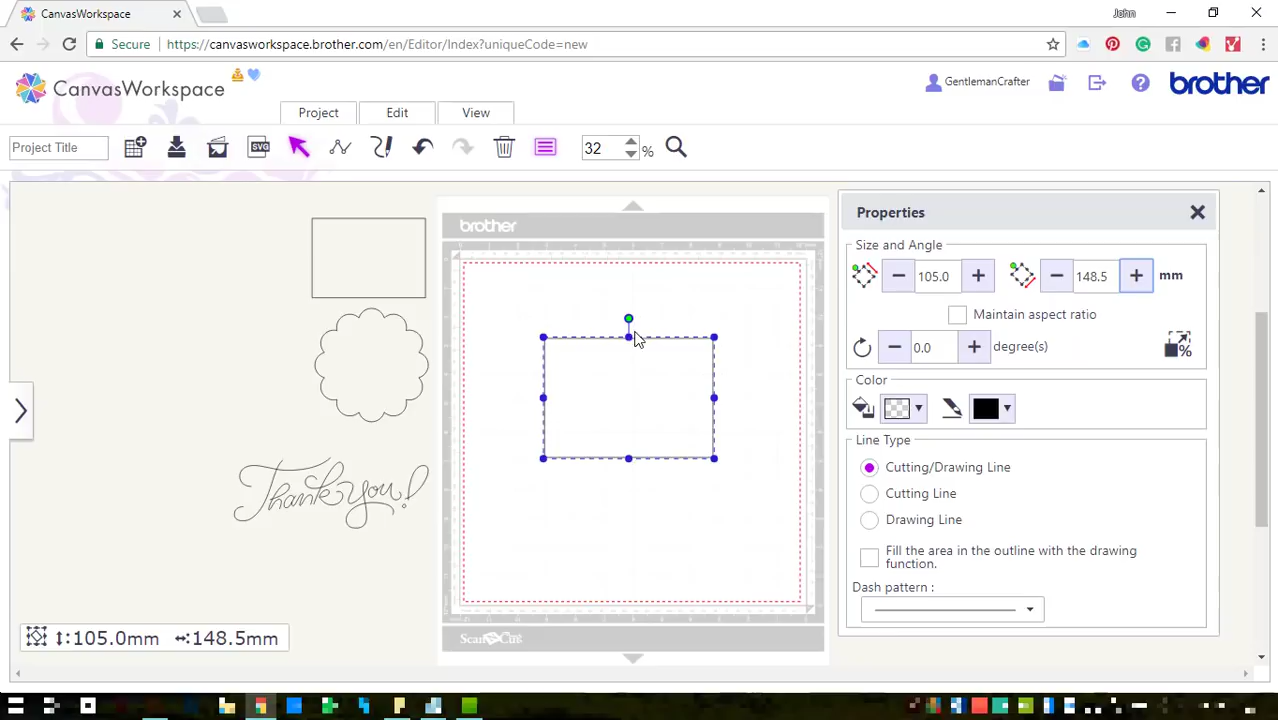 CanvasWorkspace
John
Secure
https://canvasworkspace.brother.com/en/Editor/Index?uniqueCode=new
CanvasWorkspace
GentlemanCrafter
brother
Project
Edit
View
Project Title
SVG
32
%
brother
Properties
Size and Angle
105.0
148.5
mm
Maintain aspect ratio
0.0
degree(s)
%
Color
Line Type
Cutting/Drawing Line
Cutting Line
Drawing Line
Fill the area in the outline with the drawing
function.
Dash pattern :
Thank you!
105.0mm
148.5mm
ScanNCut